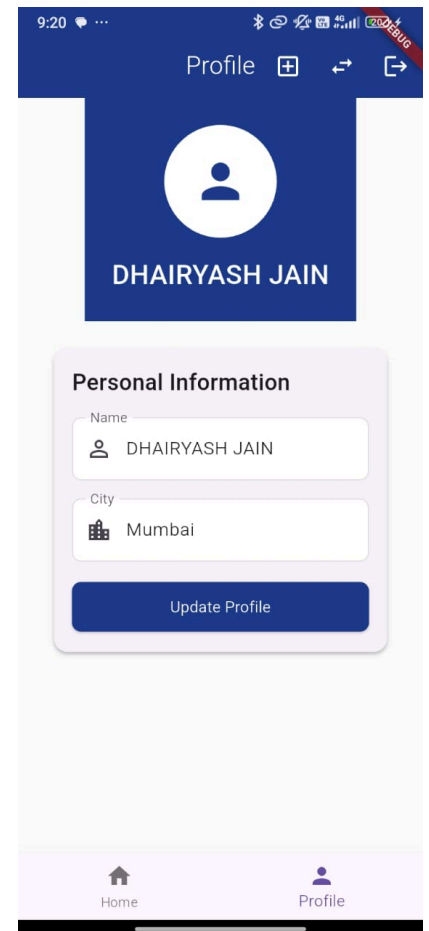 9:20
DEBUG
Profile
DHAIRYASH JAIN
Personal Information
Name
DHAIRYASH JAIN
City
Mumbai
Update Profile
Home
Profile